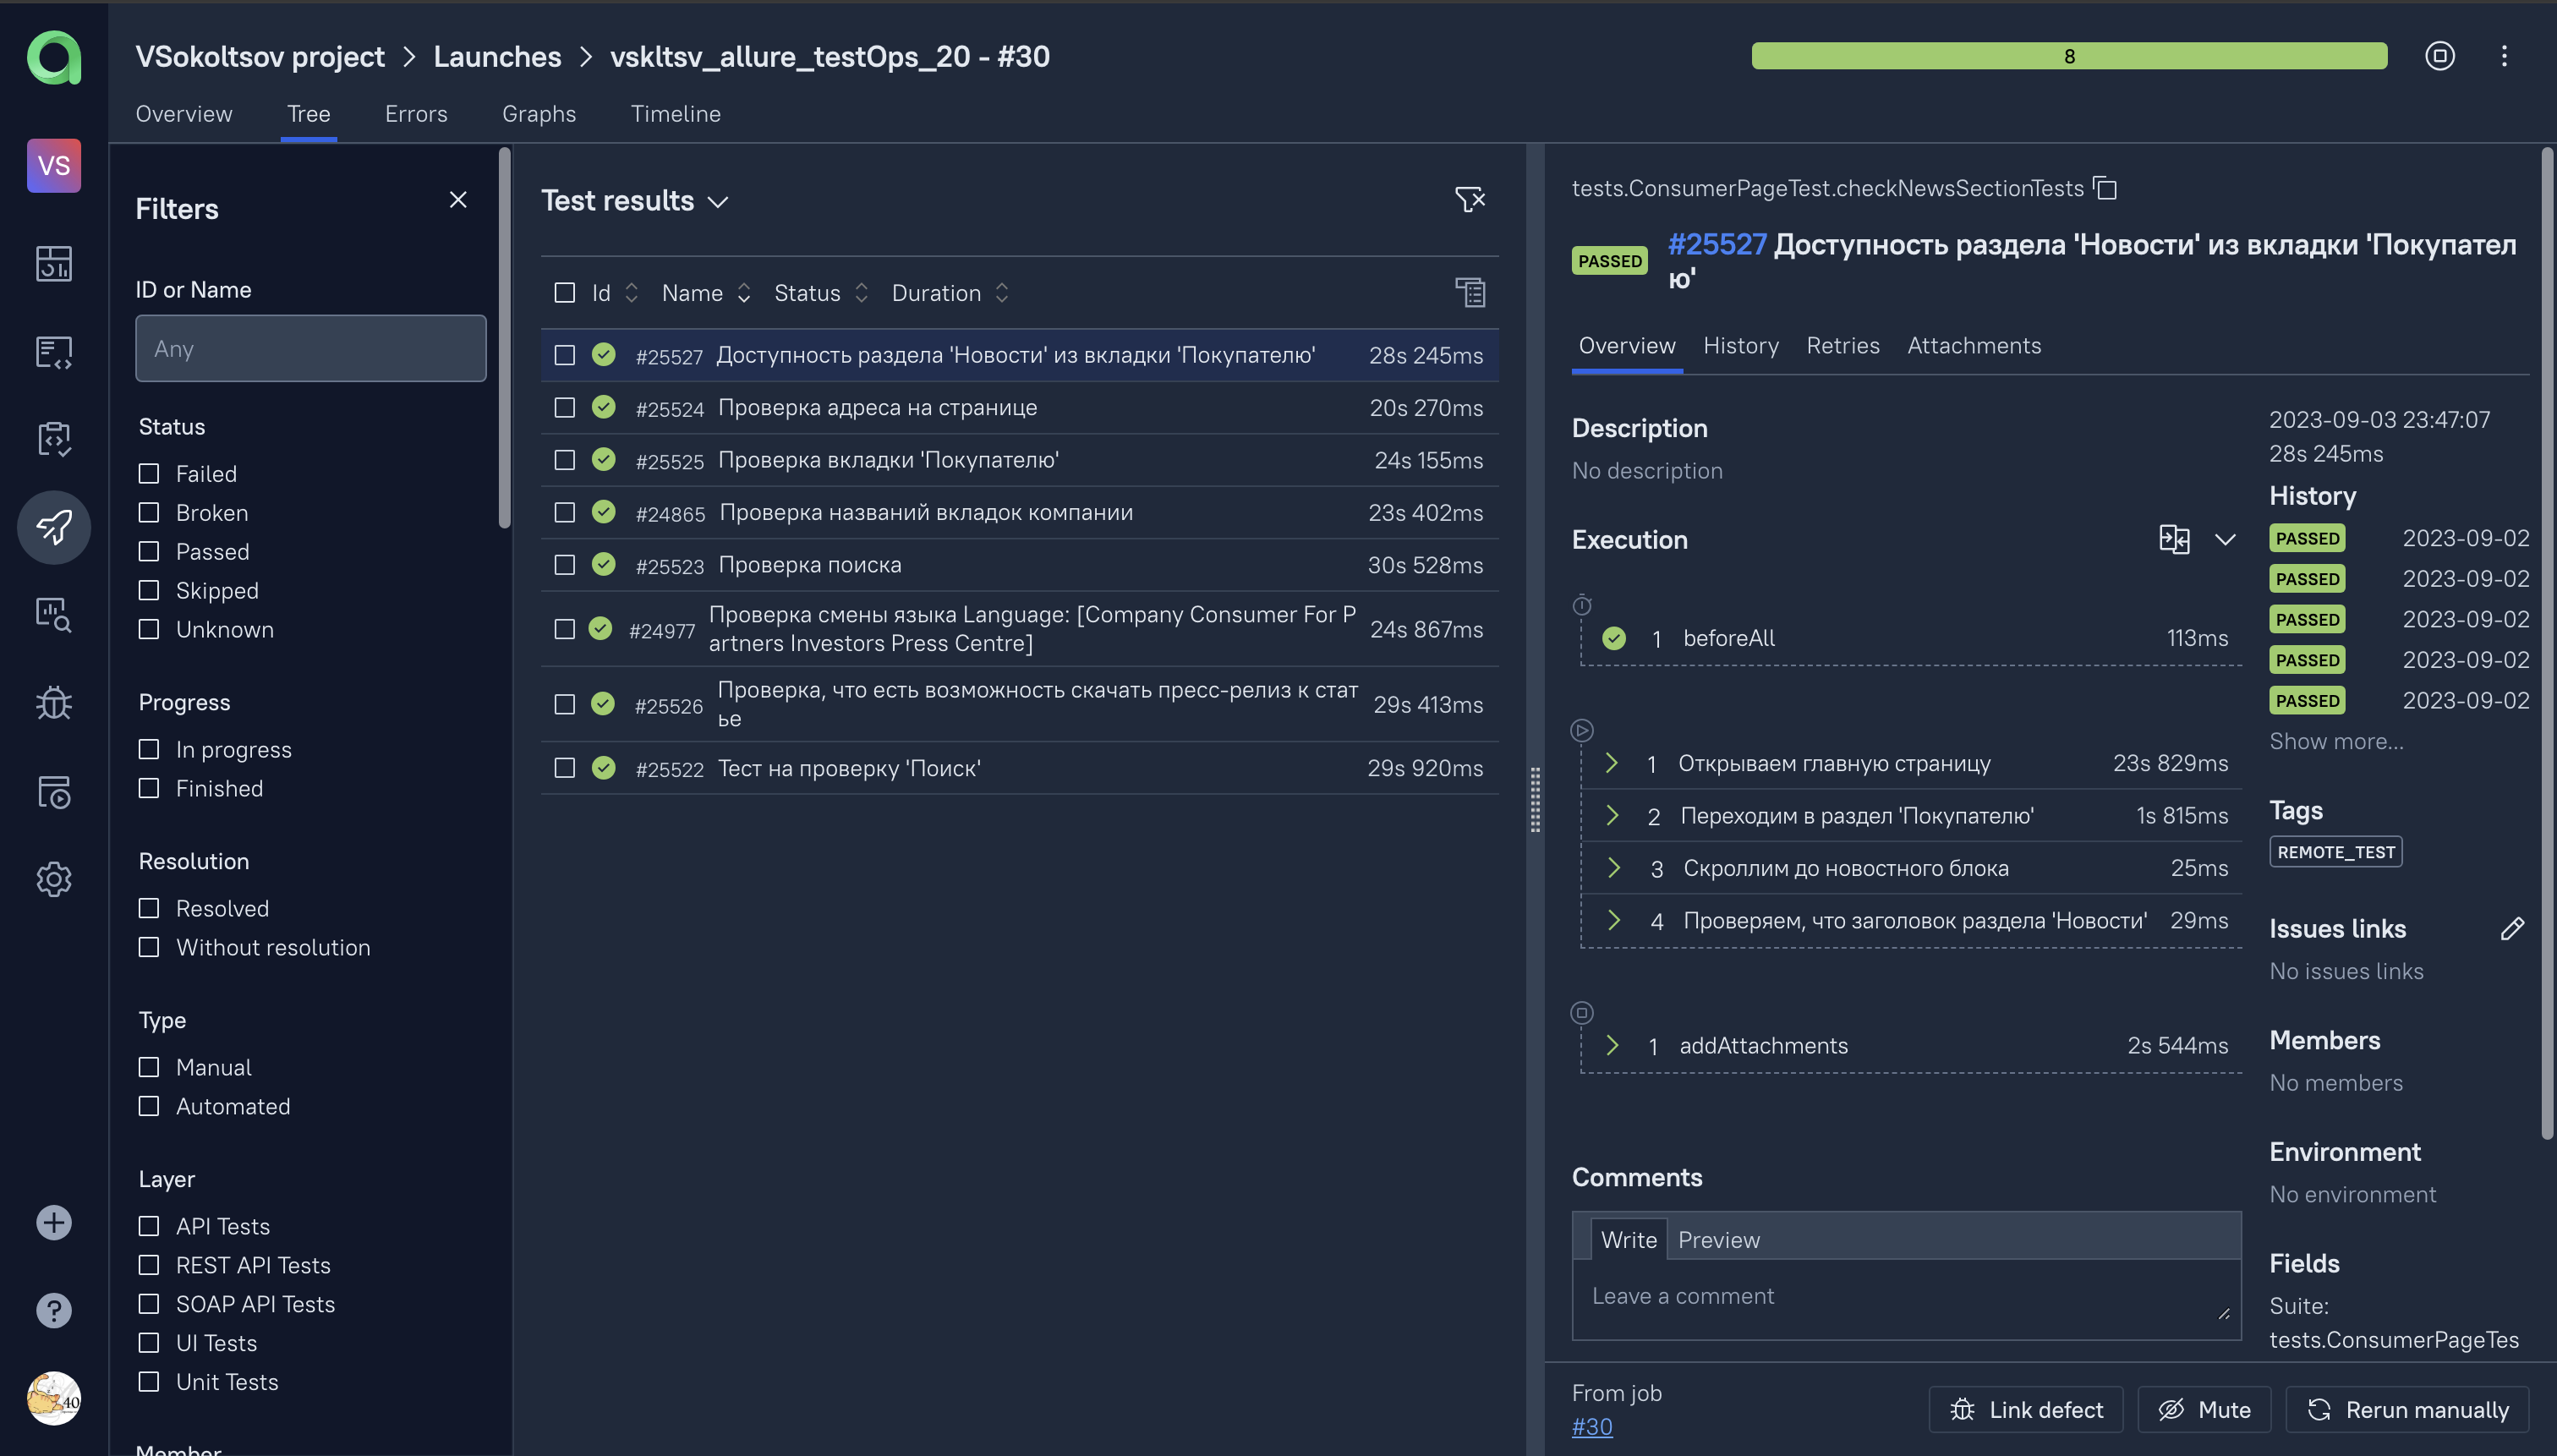 VSokoltsov project > Launches > vskltsv_allure_testOps_20 - #30
8
Overview Tree Errors Graphs Timeline
VS
Filters
ID or Name
Any
Status
Failed
Broken
Passed
Skipped
Unknown
Progress
In progress
Finished
Resolution
Resolved
Without resolution
Type
Manual
Automated
Layer
API Tests
REST API Tests
SOAP API Tests
UI Tests
Unit Tests
Member
40
Test results
Id Name Status Duration
#25527 Доступность раздела 'Новости' из вкладки 'Покупателю' 28s 245ms
#25524 Проверка адреса на странице 20s 270ms
#25525 Проверка вкладки 'Покупателю' 24s 155ms
#24865 Проверка названий вкладок компании 23s 402ms
#25523 Проверка поиска 30s 528ms
#24977 Проверка смены языка Language: [Company Consumer For P
artners Investors Press Centre] 24s 867ms
#25526 Проверка, что есть возможность скачать пресс-релиз к стат
ье 29s 413ms
#25522 Тест на проверку 'Поиск' 29s 920ms
tests.ConsumerPageTest.checkNewsSectionTests
PASSED #25527 Доступность раздела 'Новости' из вкладки 'Покупател
ю'
Overview History Retries Attachments
Description
No description
Execution
1 beforeAll 113ms
1 Открываем главную страницу 23s 829ms
2 Переходим в раздел 'Покупателю' 1s 815ms
3 Скроллим до новостного блока 25ms
4 Проверяем, что заголовок раздела 'Новости' 29ms
1 addAttachments 2s 544ms
Comments
Write Preview
Leave a comment
2023-09-03 23:47:07
28s 245ms
History
PASSED 2023-09-02
PASSED 2023-09-02
PASSED 2023-09-02
PASSED 2023-09-02
PASSED 2023-09-02
Show more...
Tags
REMOTE_TEST
Issues links
No issues links
Members
No members
Environment
No environment
Fields
Suite:
tests.ConsumerPageTes
From job
#30
Link defect Mute Rerun manually